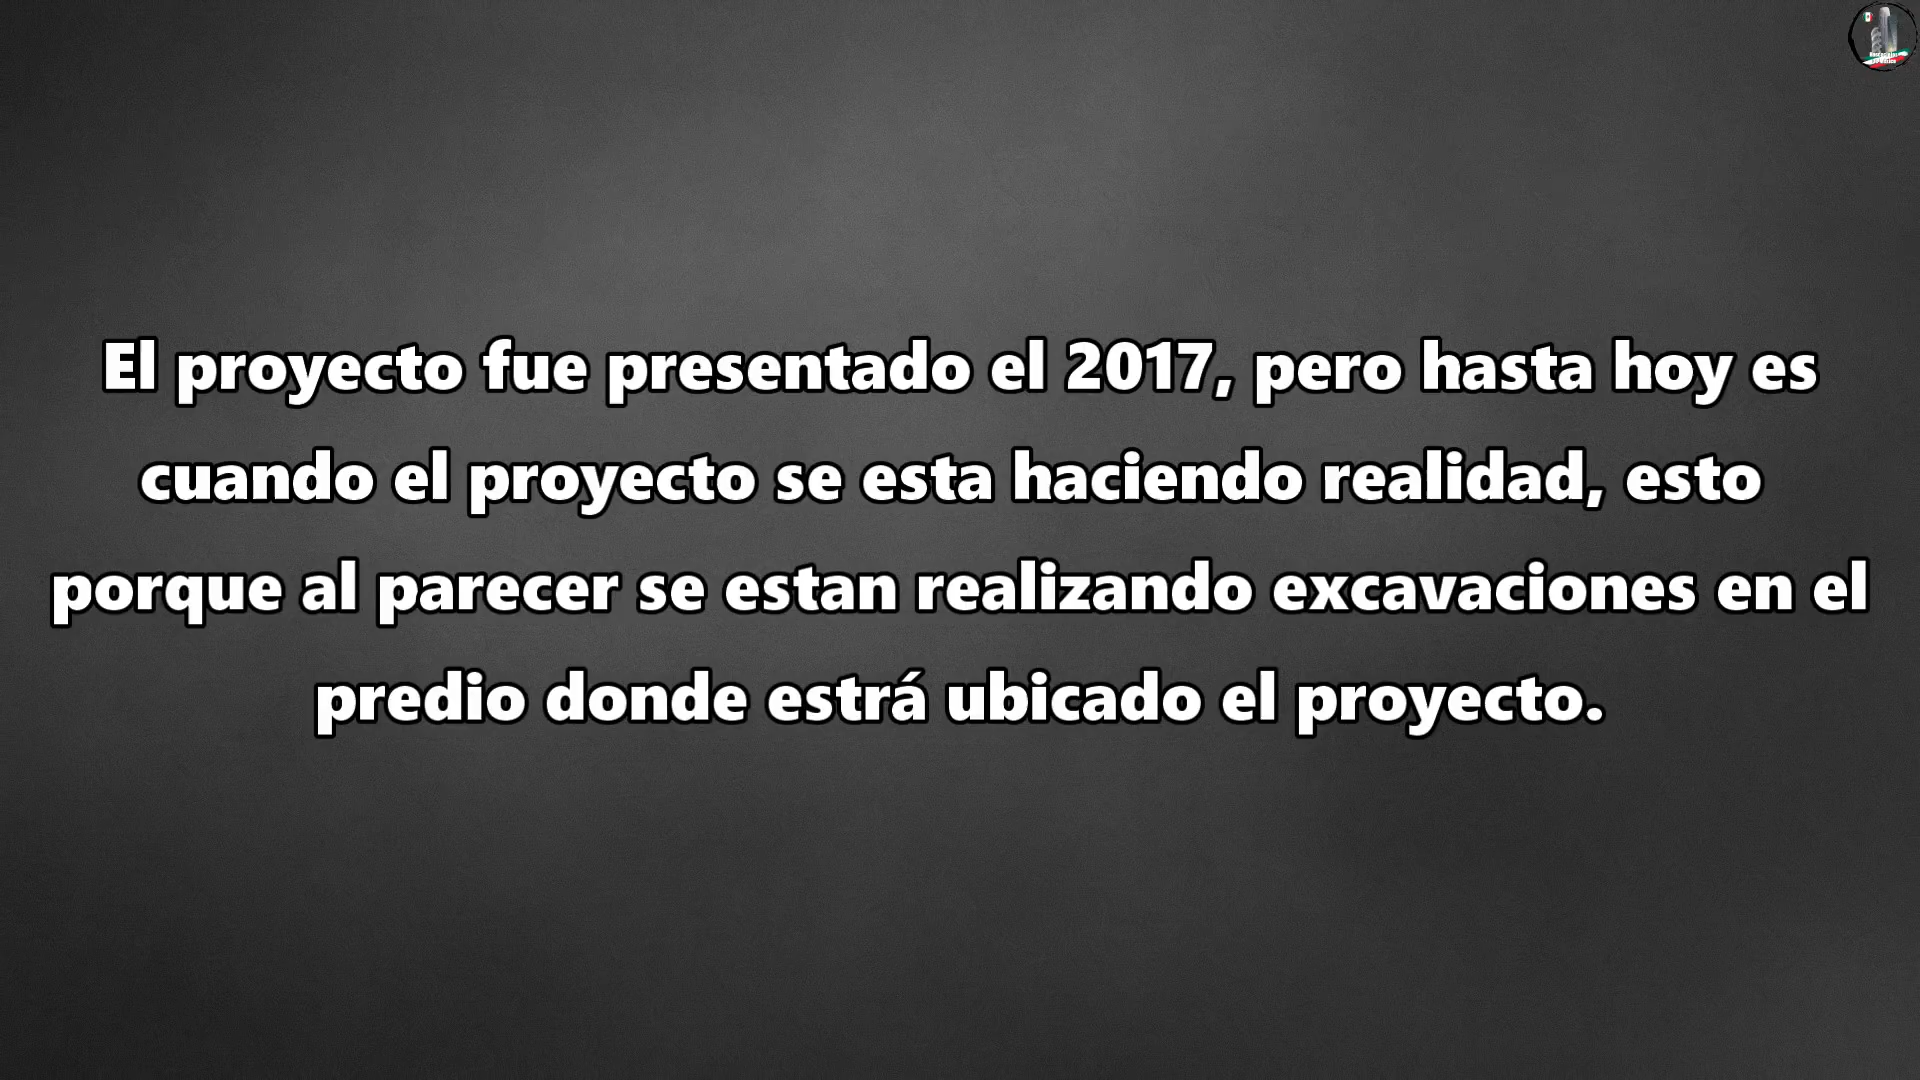 El proyecto fue presentado el 2017, pero hasta hoy es
cuando el proyecto se esta haciendo realidad, esto
porque al parecer se estan realizando excavaciones en el
predio donde estrá ubicado el proyecto.